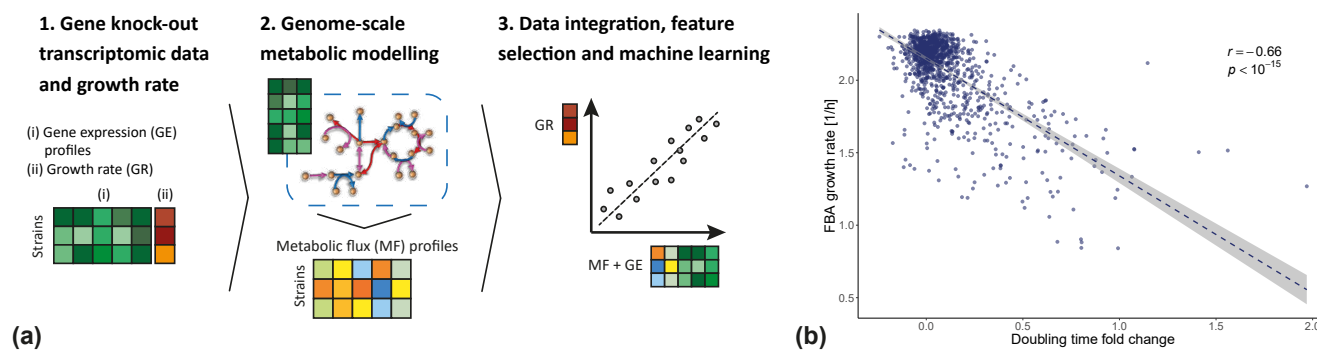 1. Gene knock-out
transcriptomic data
and growth rate
(i) Gene expression (GE)
profiles
(ii) Growth rate (GR)
(i)
(ii)
Strains
2. Genome-scale
metabolic modelling
Metabolic flux (MF) profiles
Strains
3. Data integration, feature
selection and machine learning
GR
MF + GE
(a)
r = −0.66
p < 10⁻¹⁵
FBA growth rate [1/h]
2.0
1.5
1.0
0.5
0.0 0.5 1.0 1.5 2.0
Doubling time fold change
(b)